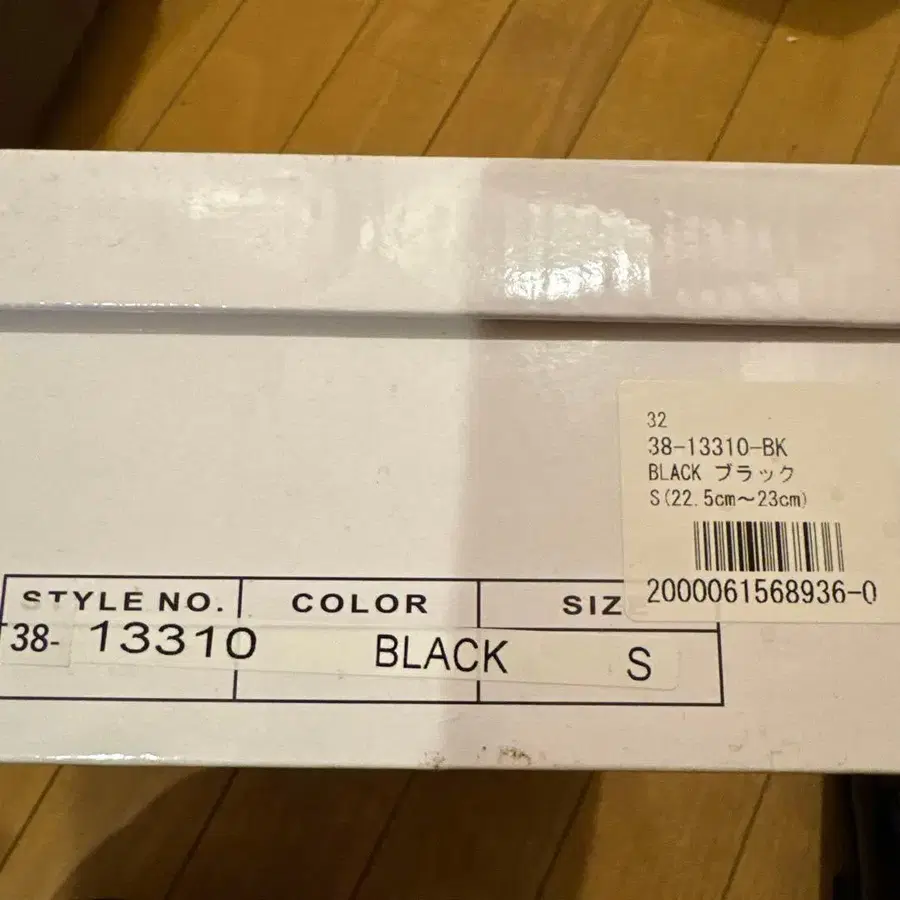 32
38-13310-BK
BLACK ブラック
S(22.5cm～23cm)
2000061568936-0
STYLE NO. COLOR SIZ
38- 13310 BLACK S